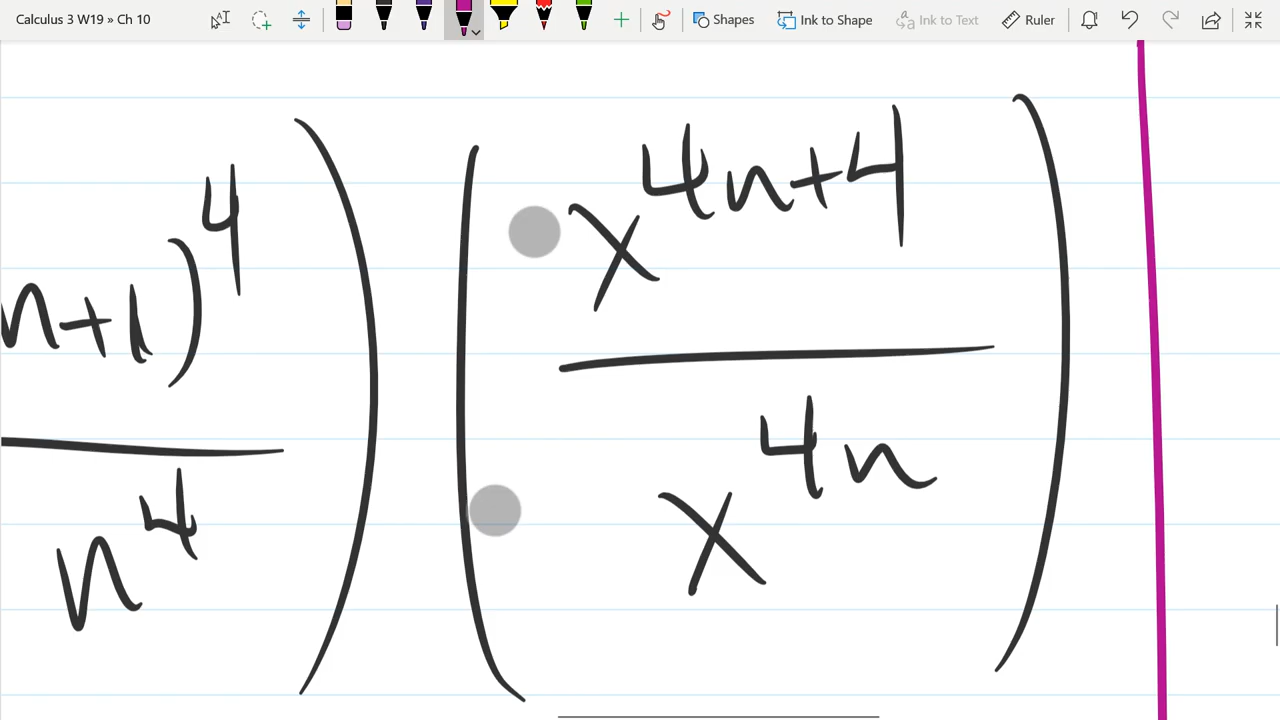 Calculus 3 W19 » Ch 10 Shapes Ink to Shape Ink to Text Ruler
n+1)^4 / n^4) (x^{4n+4} / x^{4n})